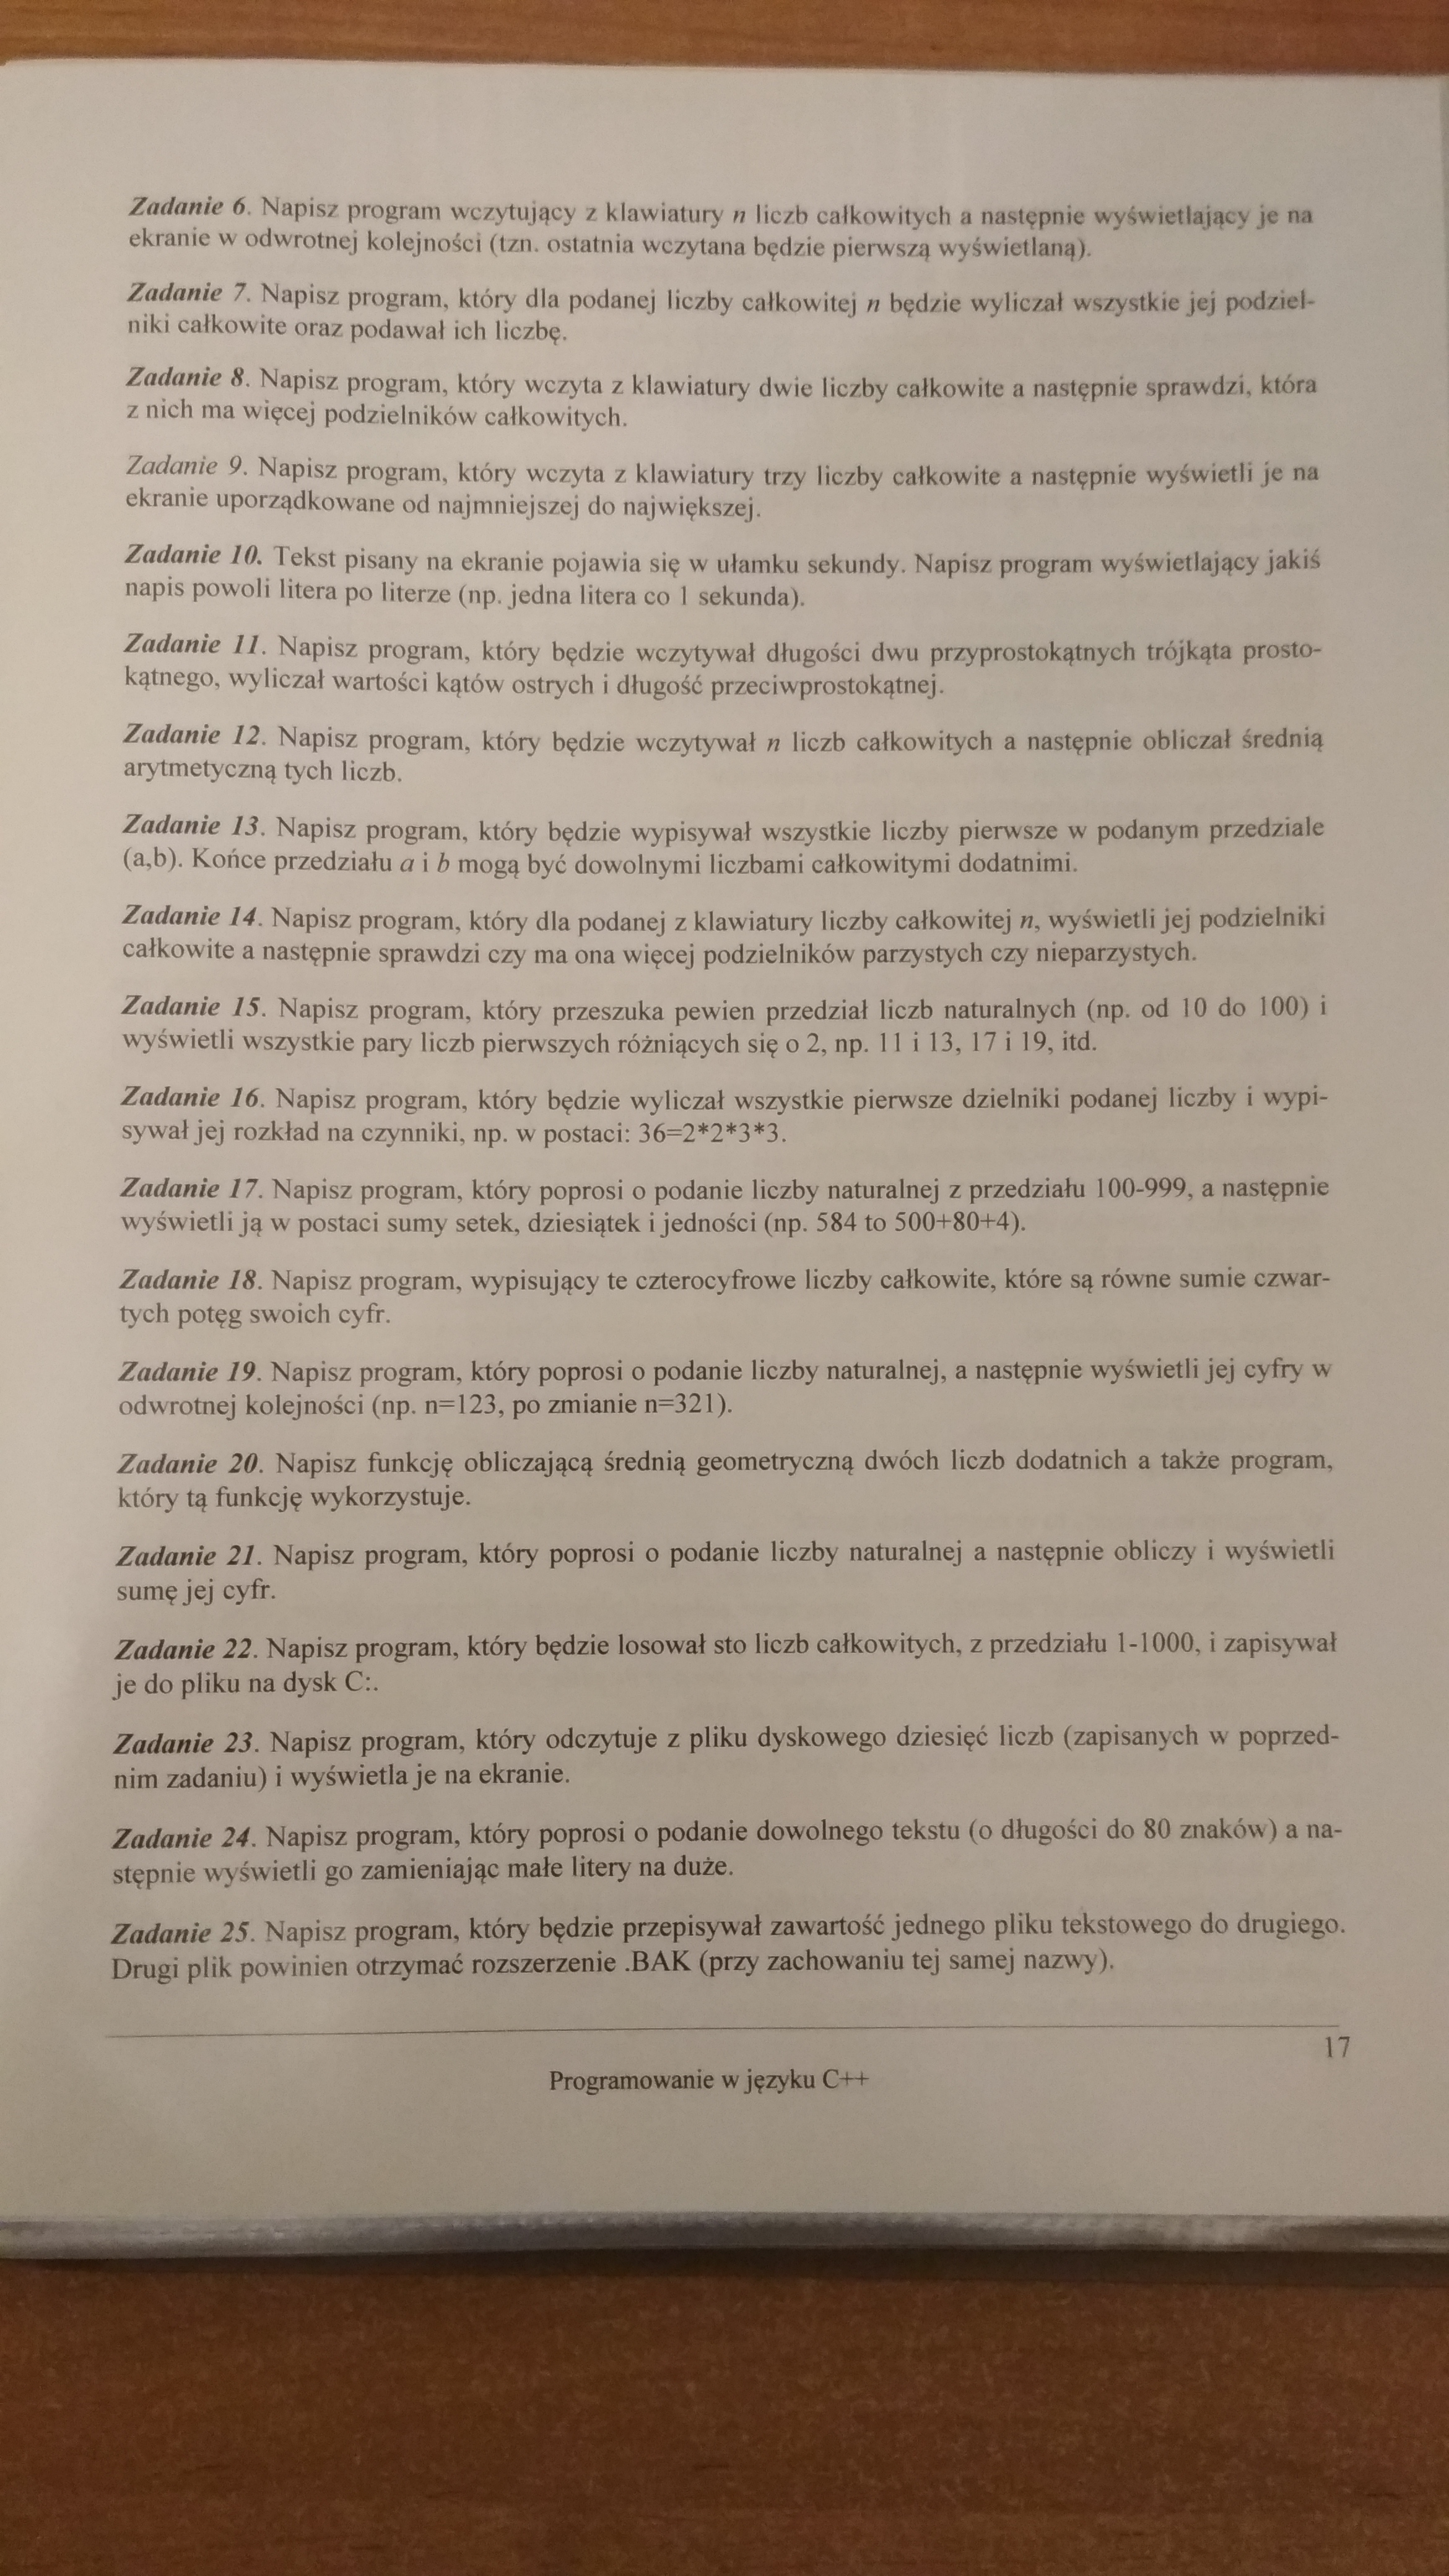 Zadanie 6. Napisz program wczytujący z klawiatury n liczb całkowitych a następnie wyświetlający je na
ekranie w odwrotnej kolejności (tzn. ostatnia wczytana będzie pierwszą wyświetlaną).
Zadanie 7. Napisz program, który dla podanej liczby całkowitej n będzie wyliczał wszystkie jej podziel-
niki całkowite oraz podawał ich liczbę.
Zadanie 8. Napisz program, który wczyta z klawiatury dwie liczby całkowite a następnie sprawdzi, która
z nich ma więcej podzielników całkowitych.
Zadanie 9. Napisz program, który wczyta z klawiatury trzy liczby całkowite a następnie wyświetli je na
ekranie uporządkowane od najmniejszej do największej.
Zadanie 10. Tekst pisany na ekranie pojawia się w ułamku sekundy. Napisz program wyświetlający jakiś
napis powoli litera po literze (np. jedna litera co 1 sekunda).
Zadanie 11. Napisz program, który będzie wczytywał długości dwu przyprostokątnych trójkąta prosto-
kątnego, wyliczał wartości kątów ostrych i długość przeciwprostokątnej.
Zadanie 12. Napisz program, który będzie wczytywał n liczb całkowitych a następnie obliczał średnią
arytmetyczną tych liczb.
Zadanie 13. Napisz program, który będzie wypisywał wszystkie liczby pierwsze w podanym przedziale
(a,b). Końce przedziału a i b mogą być dowolnymi liczbami całkowitymi dodatnimi.
Zadanie 14. Napisz program, który dla podanej z klawiatury liczby całkowitej n, wyświetli jej podzielniki
całkowite a następnie sprawdzi czy ma ona więcej podzielników parzystych czy nieparzystych.
Zadanie 15. Napisz program, który przeszuka pewien przedział liczb naturalnych (np. od 10 do 100) i
wyświetli wszystkie pary liczb pierwszych różniących się o 2, np. 11 i 13, 17 i 19, itd.
Zadanie 16. Napisz program, który będzie wyliczał wszystkie pierwsze dzielniki podanej liczby i wypi-
sywał jej rozkład na czynniki, np. w postaci: 36=2*2*3*3.
Zadanie 17. Napisz program, który poprosi o podanie liczby naturalnej z przedziału 100-999, a następnie
wyświetli ją w postaci sumy setek, dziesiątek i jedności (np. 584 to 500+80+4).
Zadanie 18. Napisz program, wypisujący te czterocyfrowe liczby całkowite, które są równe sumie czwar-
tych potęg swoich cyfr.
Zadanie 19. Napisz program, który poprosi o podanie liczby naturalnej, a następnie wyświetli jej cyfry w
odwrotnej kolejności (np. n=123, po zmianie n=321).
Zadanie 20. Napisz funkcję obliczającą średnią geometryczną dwóch liczb dodatnich a także program,
który tą funkcję wykorzystuje.
Zadanie 21. Napisz program, który poprosi o podanie liczby naturalnej a następnie obliczy i wyświetli
sumę jej cyfr.
Zadanie 22. Napisz program, który będzie losował sto liczb całkowitych, z przedziału 1-1000, i zapisywał
je do pliku na dysk C:.
Zadanie 23. Napisz program, który odczytuje z pliku dyskowego dziesięć liczb (zapisanych w poprzed-
nim zadaniu) i wyświetla je na ekranie.
Zadanie 24. Napisz program, który poprosi o podanie dowolnego tekstu (o długości do 80 znaków) a na-
stępnie wyświetli go zamieniając małe litery na duże.
Zadanie 25. Napisz program, który będzie przepisywał zawartość jednego pliku tekstowego do drugiego.
Drugi plik powinien otrzymać rozszerzenie .BAK (przy zachowaniu tej samej nazwy).
17
Programowanie w języku C++